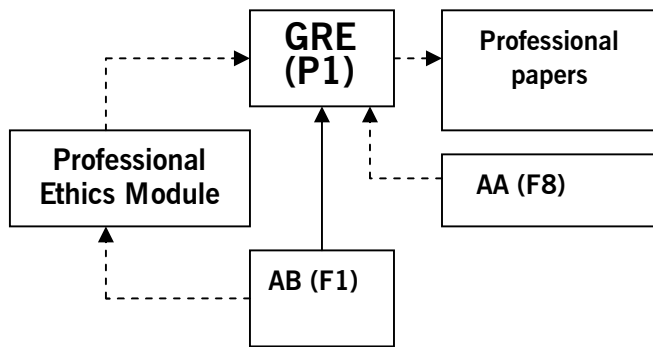 GRE
(P1)
Professional
papers
Professional
Ethics Module
AA (F8)
AB (F1)